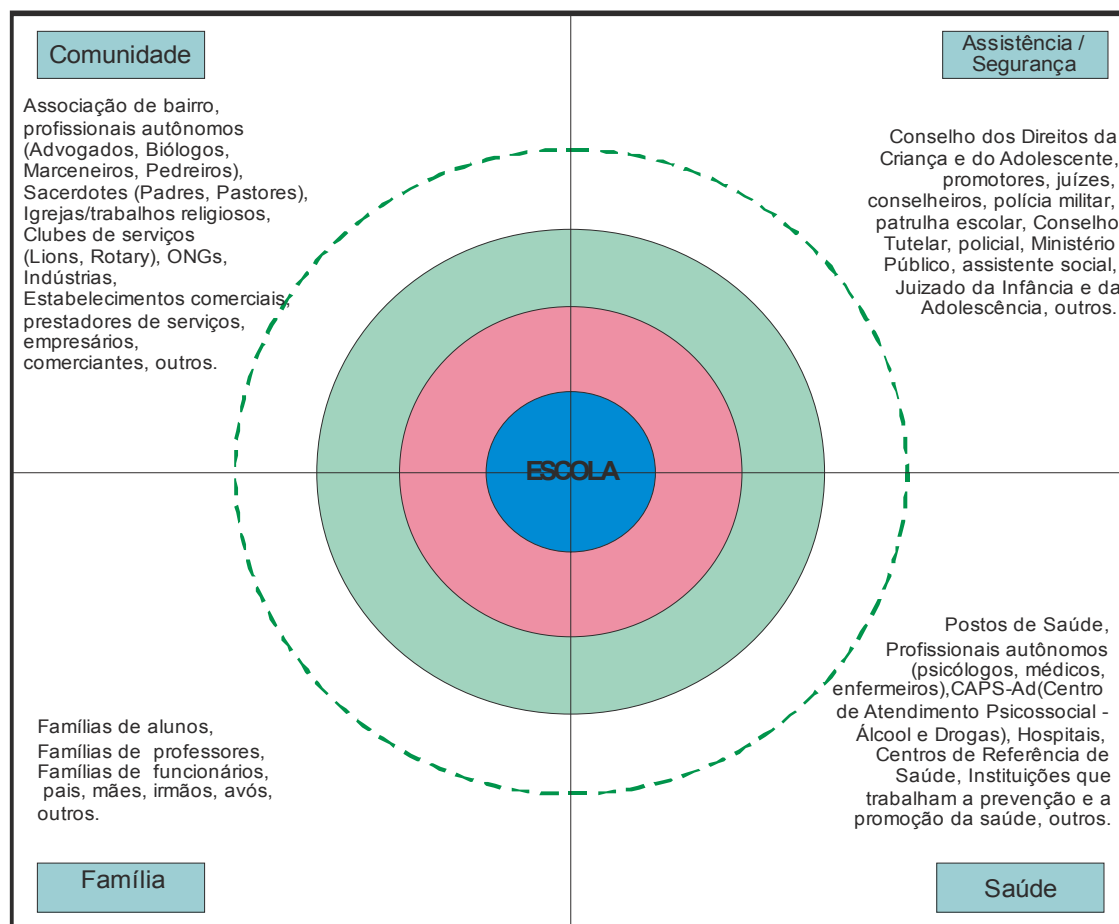 Comunidade
Associação de bairro,
profissionais autônomos
(Advogados, Biólogos,
Marceneiros, Pedreiros),
Sacerdotes (Padres, Pastores),
Igrejas/trabalhos religiosos,
Clubes de serviços
(Lions, Rotary), ONGs,
Indústrias,
Estabelecimentos comerciais,
prestadores de serviços,
empresários,
comerciantes, outros.
Assistência /
Segurança
Conselho dos Direitos da
Criança e do Adolescente,
promotores, juízes,
conselheiros, polícia militar,
patrulha escolar, Conselho
Tutelar, policial, Ministério
Público, assistente social,
Juizado da Infância e da
Adolescência, outros.
ESCOLA
Famílias de alunos,
Famílias de professores,
Famílias de funcionários,
pais, mães, irmãos, avós,
outros.
Família
Postos de Saúde,
Profissionais autônomos
(psicólogos, médicos,
enfermeiros),CAPS-Ad(Centro
de Atendimento Psicossocial -
Álcool e Drogas), Hospitais,
Centros de Referência de
Saúde, Instituições que
trabalham a prevenção e a
promoção da saúde, outros.
Saúde